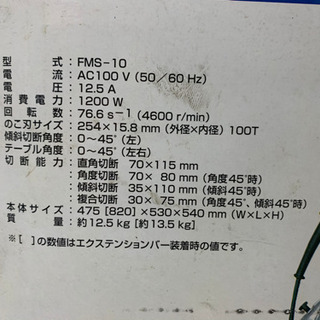 型 式：FMS-10
電 源：AC100 V（50／60 Hz）
電 流：12.5 A
消費電力：1200 W
回 転 数：76.6 s⁻¹（4600 r/min）
のこ刃サイズ：254×15.8 mm（外径×内径）100T
傾斜切断角度：0～45°（左）
テーブル角度：0～45°（左右）
切断能力：直角切断 70×115 mm
角度切断 70× 80 mm（角度45°時）
傾斜切断 35×110 mm（傾斜45°時）
複合切断 30× 75 mm（角度45°、傾斜45°時）
本体サイズ：475［820］×530×540 mm（W×L×H）
質 量：約12.5 kg［約13.5 kg］
※［ ］の数値はエクステンションバー装着時の値です。